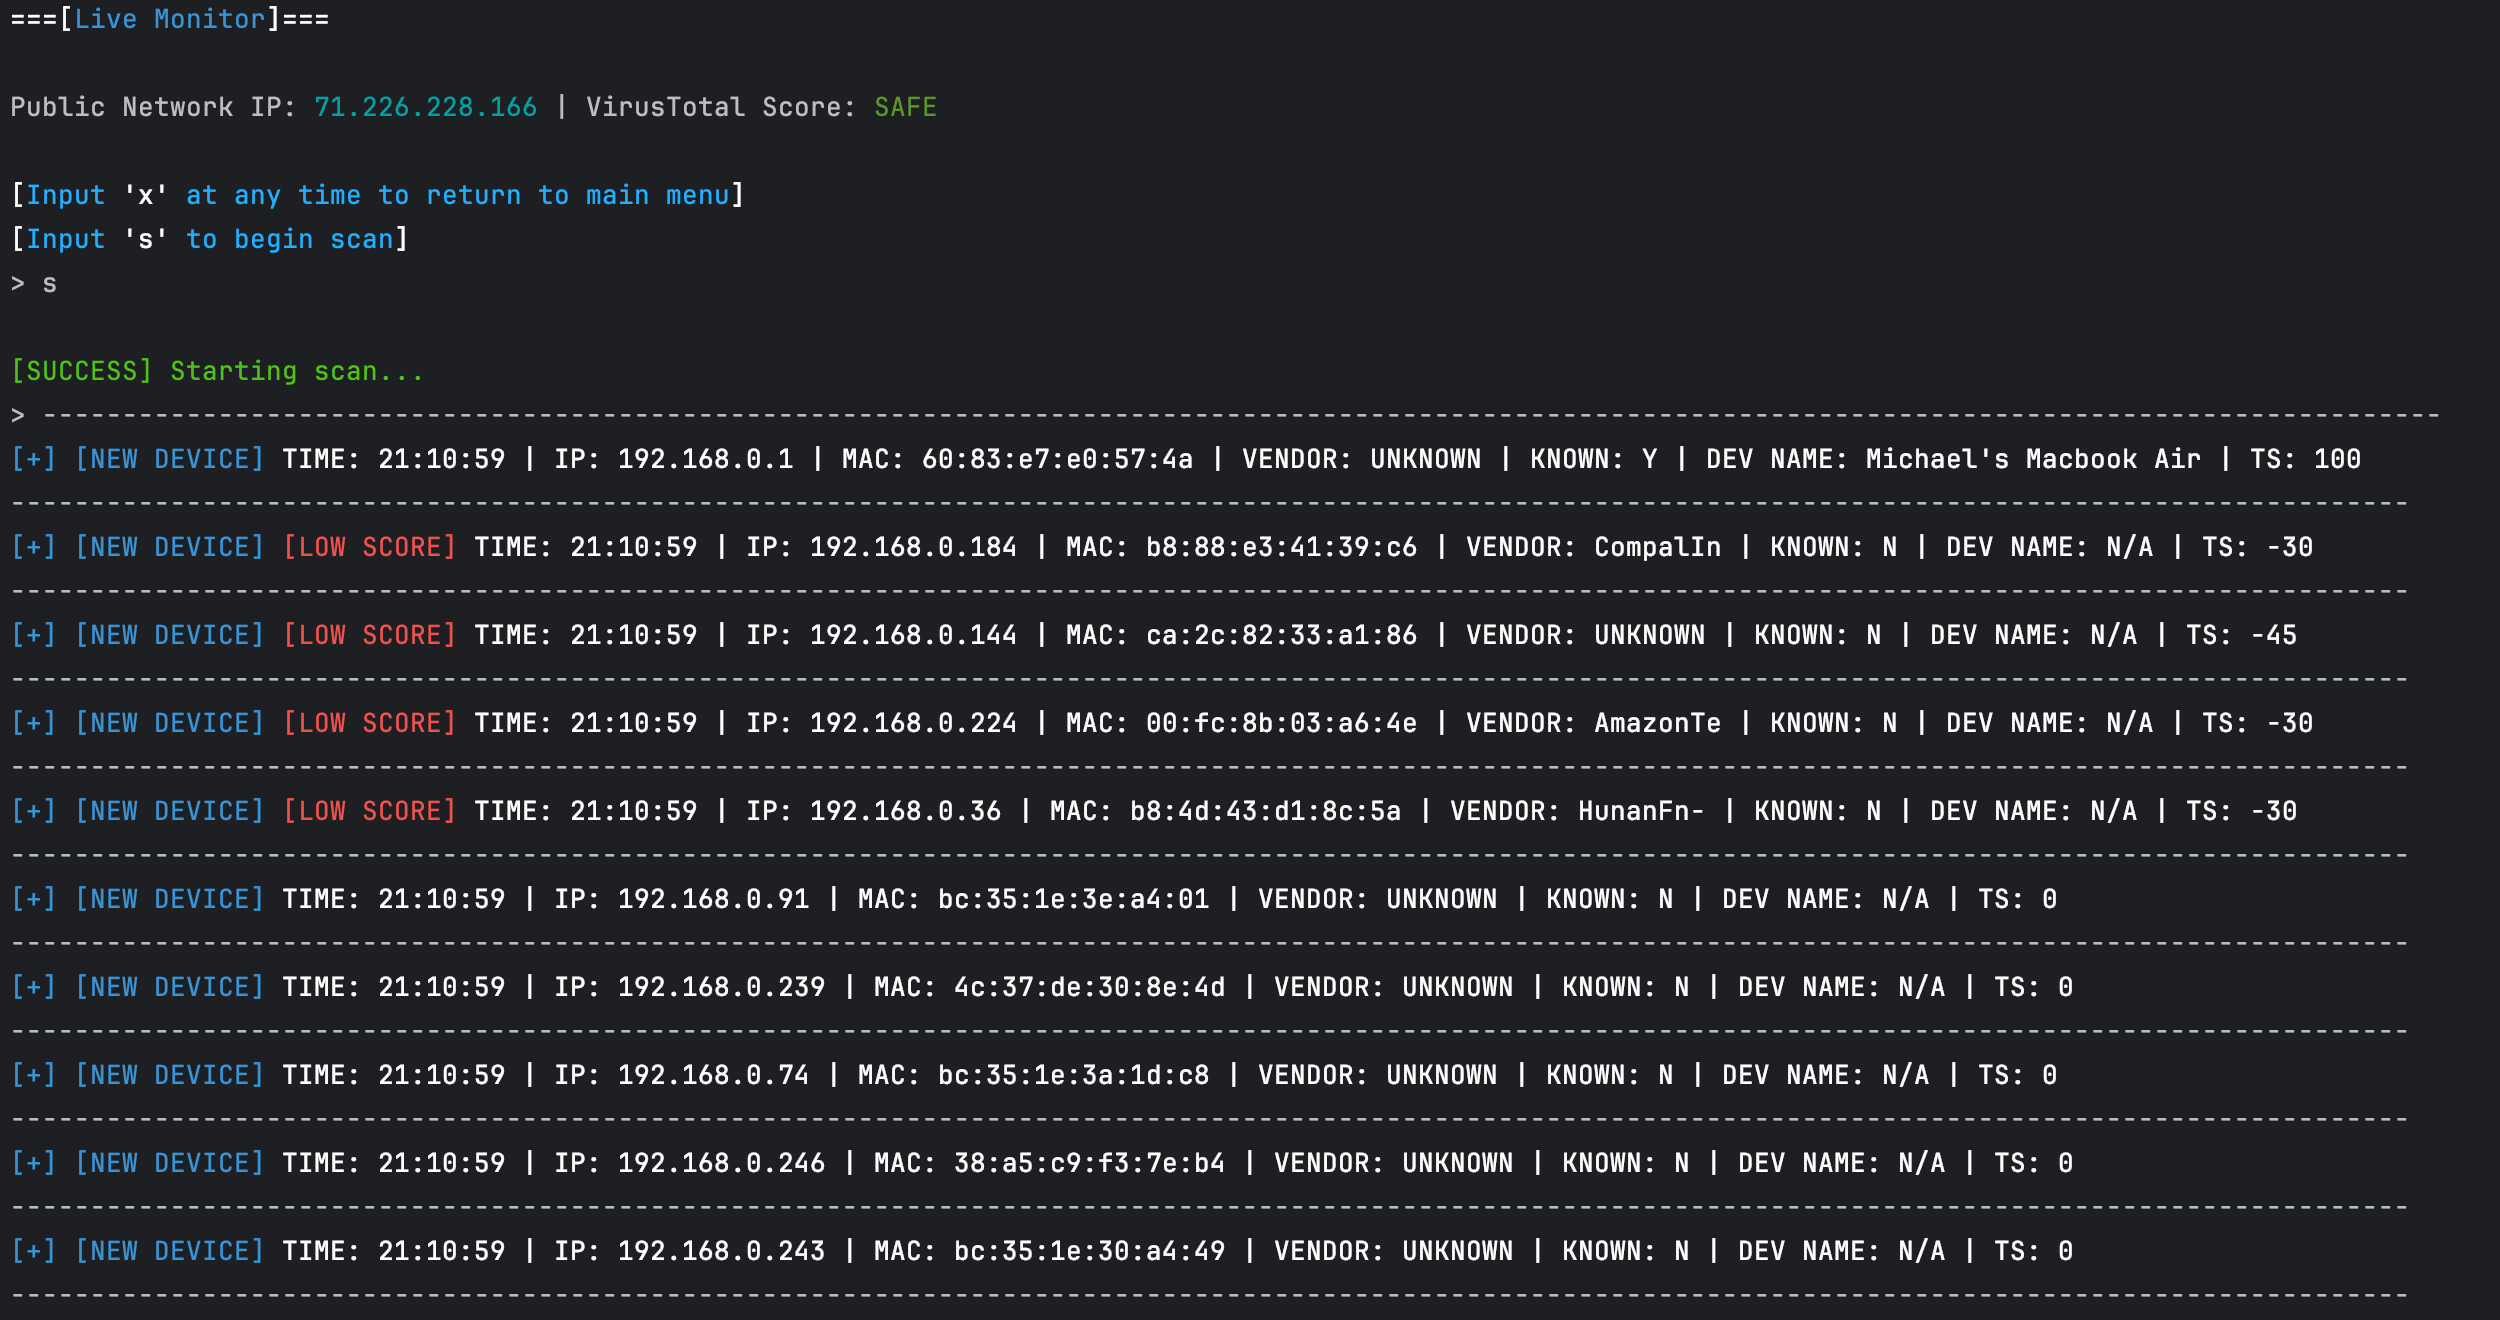 ===[Live Monitor]===
Public Network IP: 71.226.228.166 | VirusTotal Score: SAFE
[Input 'x' at any time to return to main menu]
[Input 's' to begin scan]
> s
[SUCCESS] Starting scan...
> ------------------------------------------------------------------------------------------------------------------------------------------------------
[+] [NEW DEVICE] TIME: 21:10:59 | IP: 192.168.0.1 | MAC: 60:83:e7:e0:57:4a | VENDOR: UNKNOWN | KNOWN: Y | DEV NAME: Michael's Macbook Air | TS: 100
------------------------------------------------------------------------------------------------------------------------------------------------------
[+] [NEW DEVICE] [LOW SCORE] TIME: 21:10:59 | IP: 192.168.0.184 | MAC: b8:88:e3:41:39:c6 | VENDOR: CompalIn | KNOWN: N | DEV NAME: N/A | TS: -30
------------------------------------------------------------------------------------------------------------------------------------------------------
[+] [NEW DEVICE] [LOW SCORE] TIME: 21:10:59 | IP: 192.168.0.144 | MAC: ca:2c:82:33:a1:86 | VENDOR: UNKNOWN | KNOWN: N | DEV NAME: N/A | TS: -45
------------------------------------------------------------------------------------------------------------------------------------------------------
[+] [NEW DEVICE] [LOW SCORE] TIME: 21:10:59 | IP: 192.168.0.224 | MAC: 00:fc:8b:03:a6:4e | VENDOR: AmazonTe | KNOWN: N | DEV NAME: N/A | TS: -30
------------------------------------------------------------------------------------------------------------------------------------------------------
[+] [NEW DEVICE] [LOW SCORE] TIME: 21:10:59 | IP: 192.168.0.36 | MAC: b8:4d:43:d1:8c:5a | VENDOR: HunanFn- | KNOWN: N | DEV NAME: N/A | TS: -30
------------------------------------------------------------------------------------------------------------------------------------------------------
[+] [NEW DEVICE] TIME: 21:10:59 | IP: 192.168.0.91 | MAC: bc:35:1e:3e:a4:01 | VENDOR: UNKNOWN | KNOWN: N | DEV NAME: N/A | TS: 0
------------------------------------------------------------------------------------------------------------------------------------------------------
[+] [NEW DEVICE] TIME: 21:10:59 | IP: 192.168.0.239 | MAC: 4c:37:de:30:8e:4d | VENDOR: UNKNOWN | KNOWN: N | DEV NAME: N/A | TS: 0
------------------------------------------------------------------------------------------------------------------------------------------------------
[+] [NEW DEVICE] TIME: 21:10:59 | IP: 192.168.0.74 | MAC: bc:35:1e:3a:1d:c8 | VENDOR: UNKNOWN | KNOWN: N | DEV NAME: N/A | TS: 0
------------------------------------------------------------------------------------------------------------------------------------------------------
[+] [NEW DEVICE] TIME: 21:10:59 | IP: 192.168.0.246 | MAC: 38:a5:c9:f3:7e:b4 | VENDOR: UNKNOWN | KNOWN: N | DEV NAME: N/A | TS: 0
------------------------------------------------------------------------------------------------------------------------------------------------------
[+] [NEW DEVICE] TIME: 21:10:59 | IP: 192.168.0.243 | MAC: bc:35:1e:30:a4:49 | VENDOR: UNKNOWN | KNOWN: N | DEV NAME: N/A | TS: 0
------------------------------------------------------------------------------------------------------------------------------------------------------